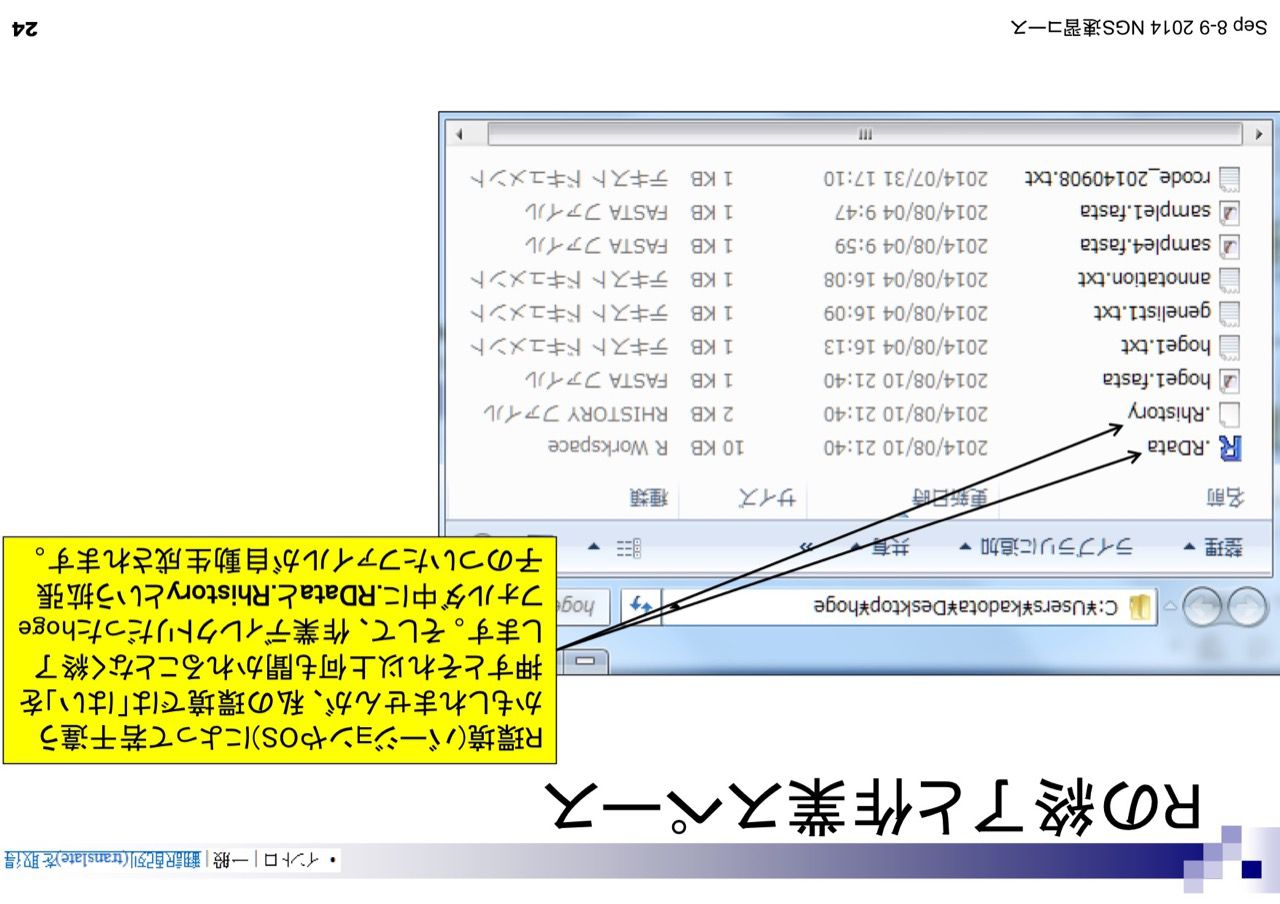 • イントロ | 一般 | 翻訳配列(translate)を取得
Rの終了と作業スペース
R環境(バージョンやOS)によって若干違う
かもしれませんが、私の環境では「はい」を
押すとそれ以上何も聞かれることなく終了
します。そして、作業ディレクトリだったhoge
フォルダ中に.RDataと.Rhistoryという拡張
子のついたファイルが自動生成されます。
C:¥Users¥kadota¥Desktop¥hoge
hoge
整理 ライブラリに追加 共有 »
名前 更新日時 サイズ 種類
.RData 2014/08/10 21:40 10 KB R Workspace
.Rhistory 2014/08/10 21:40 2 KB RHISTORY ファイル
hoge1.fasta 2014/08/10 21:40 1 KB FASTA ファイル
hoge1.txt 2014/08/04 16:13 1 KB テキスト ドキュメント
genelist1.txt 2014/08/04 16:09 1 KB テキスト ドキュメント
annotation.txt 2014/08/04 16:08 1 KB テキスト ドキュメント
sample4.fasta 2014/08/04 9:59 1 KB FASTA ファイル
sample1.fasta 2014/08/04 9:47 1 KB FASTA ファイル
rcode_20140908.txt 2014/07/31 17:10 1 KB テキスト ドキュメント
Sep 8-9 2014 NGS速習コース
24